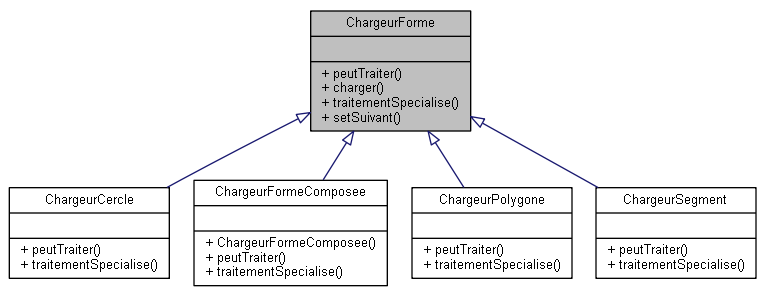 ChargeurForme
+ peutTraiter()
+ charger()
+ traitementSpecialise()
+ setSuivant()
ChargeurCercle
+ peutTraiter()
+ traitementSpecialise()
ChargeurFormeComposee
+ ChargeurFormeComposee()
+ peutTraiter()
+ traitementSpecialise()
ChargeurPolygone
+ peutTraiter()
+ traitementSpecialise()
ChargeurSegment
+ peutTraiter()
+ traitementSpecialise()